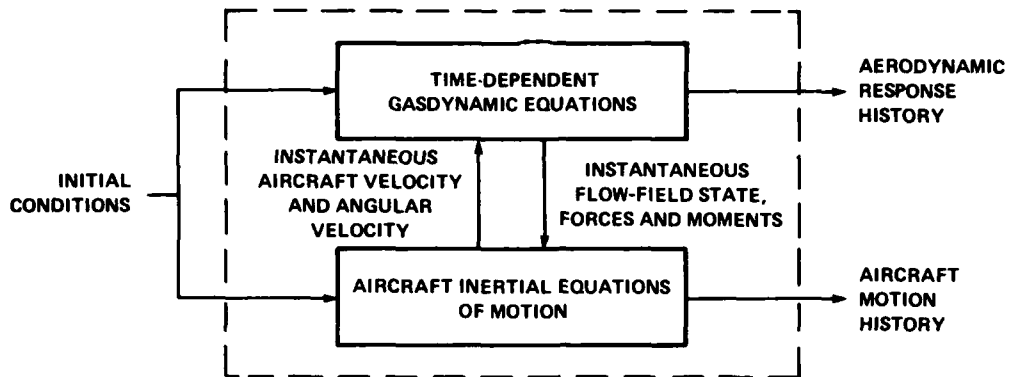 TIME-DEPENDENT
GASDYNAMIC EQUATIONS
AERODYNAMIC
RESPONSE
HISTORY
INITIAL
CONDITIONS
INSTANTANEOUS
AIRCRAFT VELOCITY
AND ANGULAR
VELOCITY
INSTANTANEOUS
FLOW-FIELD STATE,
FORCES AND MOMENTS
AIRCRAFT INERTIAL EQUATIONS
OF MOTION
AIRCRAFT
MOTION
HISTORY